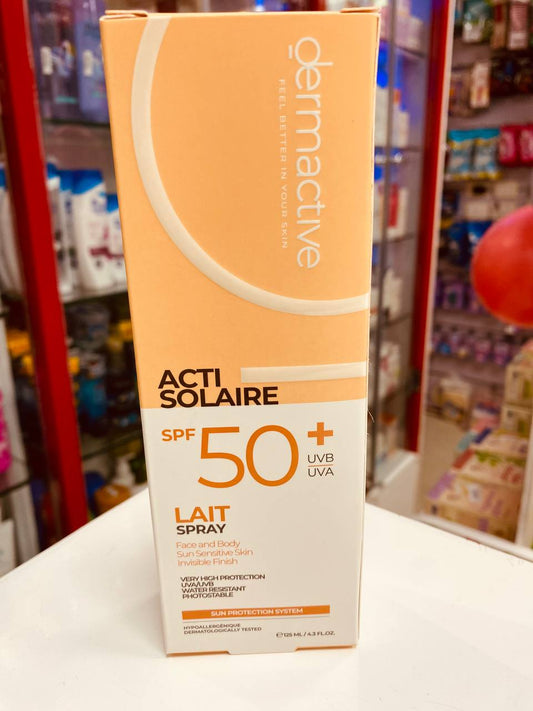 dermactive
FEEL BETTER IN YOUR SKIN
ACTI
SOLAIRE
SPF 50+
UVB
UVA
LAIT
SPRAY
Face and Body
Sun Sensitive Skin
Invisible Finish
VERY HIGH PROTECTION
UVA/UVB
WATER RESISTANT
PHOTOSTABLE
SUN PROTECTION SYSTEM
HYPOALLERGÉNIQUE
DERMATOLOGICALLY TESTED
℮125 ML / 4.3 FL.OZ.